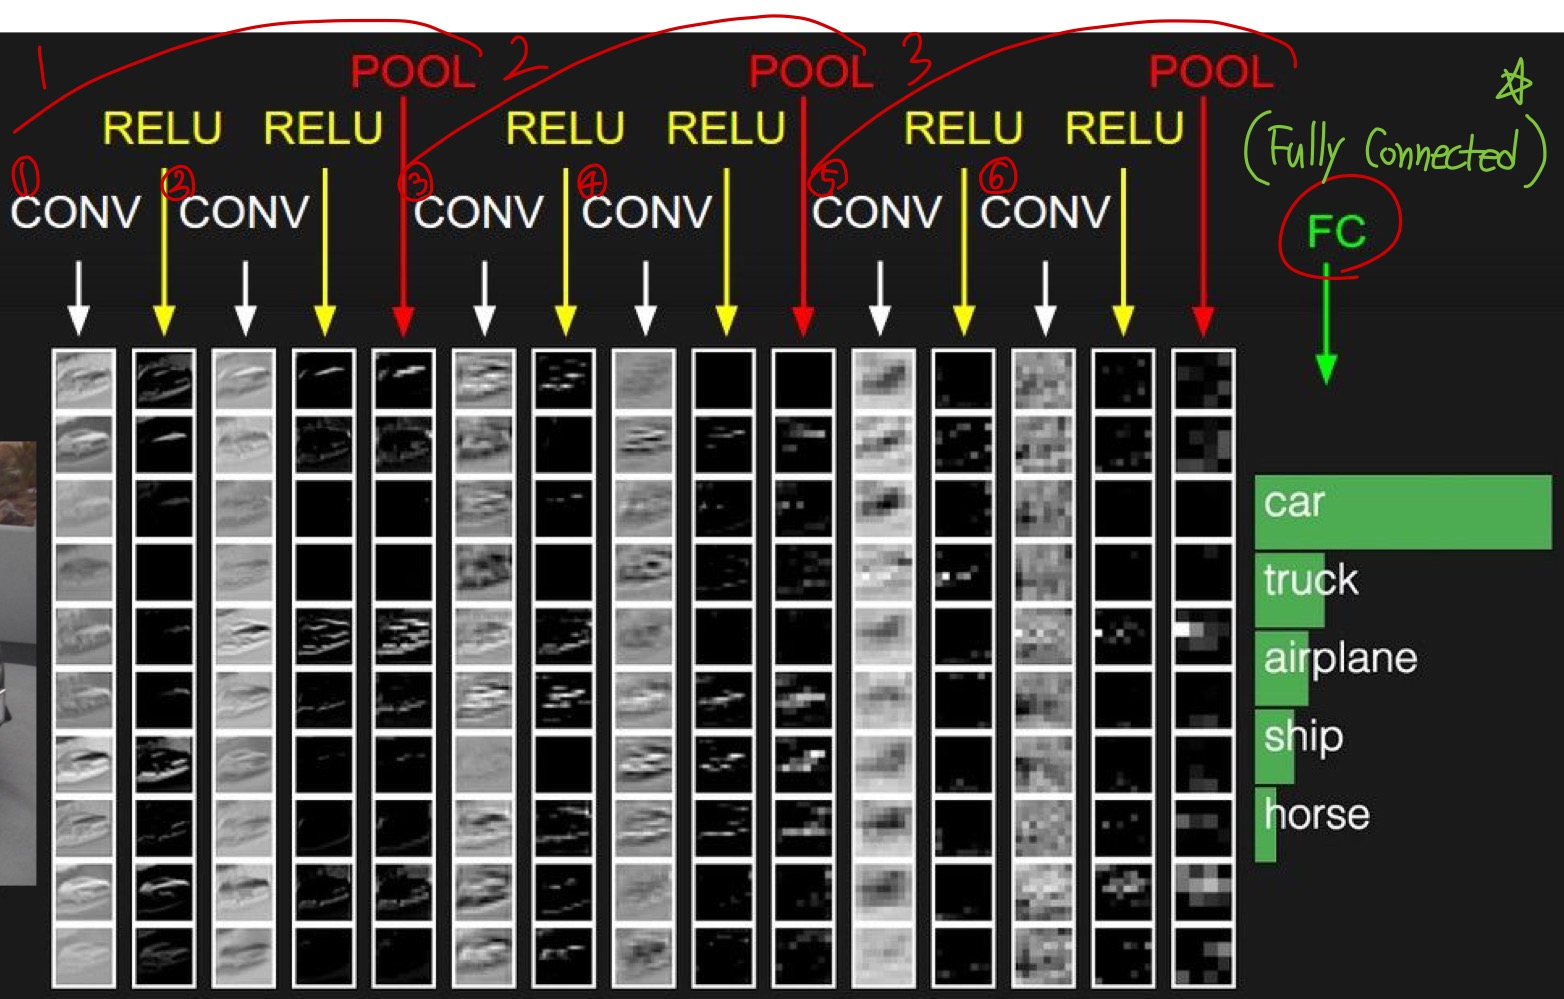 1 2 3
POOL POOL POOL
RELU RELU RELU RELU RELU RELU
(Fully Connected)
① ② ③ ④ ⑤ ⑥
CONV CONV CONV CONV CONV CONV
FC
car
truck
airplane
ship
horse